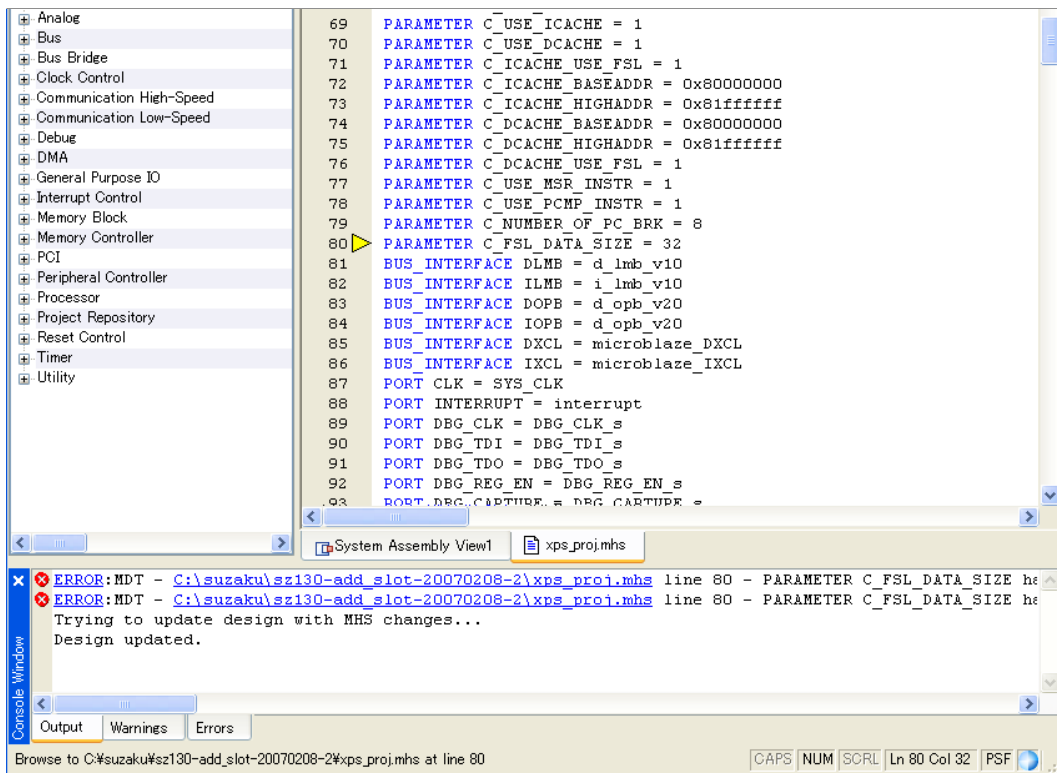 Analog
Bus
Bus Bridge
Clock Control
Communication High-Speed
Communication Low-Speed
Debug
DMA
General Purpose IO
Interrupt Control
Memory Block
Memory Controller
PCI
Peripheral Controller
Processor
Project Repository
Reset Control
Timer
Utility
69 PARAMETER C_USE_ICACHE = 1
70 PARAMETER C_USE_DCACHE = 1
71 PARAMETER C_ICACHE_USE_FSL = 1
72 PARAMETER C_ICACHE_BASEADDR = 0x80000000
73 PARAMETER C_ICACHE_HIGHADDR = 0x81ffffff
74 PARAMETER C_DCACHE_BASEADDR = 0x80000000
75 PARAMETER C_DCACHE_HIGHADDR = 0x81ffffff
76 PARAMETER C_DCACHE_USE_FSL = 1
77 PARAMETER C_USE_MSR_INSTR = 1
78 PARAMETER C_USE_PCMP_INSTR = 1
79 PARAMETER C_NUMBER_OF_PC_BRK = 8
80 PARAMETER C_FSL_DATA_SIZE = 32
81 BUS_INTERFACE DLMB = d_lmb_v10
82 BUS_INTERFACE ILMB = i_lmb_v10
83 BUS_INTERFACE DOPB = d_opb_v20
84 BUS_INTERFACE IOPB = d_opb_v20
85 BUS_INTERFACE DXCL = microblaze_DXCL
86 BUS_INTERFACE IXCL = microblaze_IXCL
87 PORT CLK = SYS_CLK
88 PORT INTERRUPT = interrupt
89 PORT DBG_CLK = DBG_CLK_s
90 PORT DBG_TDI = DBG_TDI_s
91 PORT DBG_TDO = DBG_TDO_s
92 PORT DBG_REG_EN = DBG_REG_EN_s
93 PORT DBG_CAPTURE = DBG_CAPTURE_s
System Assembly View1
xps_proj.mhs
ERROR:MDT - C:\suzaku\sz130-add_slot-20070208-2\xps_proj.mhs line 80 - PARAMETER C_FSL_DATA_SIZE ha
ERROR:MDT - C:\suzaku\sz130-add_slot-20070208-2\xps_proj.mhs line 80 - PARAMETER C_FSL_DATA_SIZE ha
Trying to update design with MHS changes...
Design updated.
Console Window
Output Warnings Errors
Browse to C:¥suzaku¥sz130-add_slot-20070208-2¥xps_proj.mhs at line 80
CAPS NUM SCRL Ln 80 Col 32 PSF